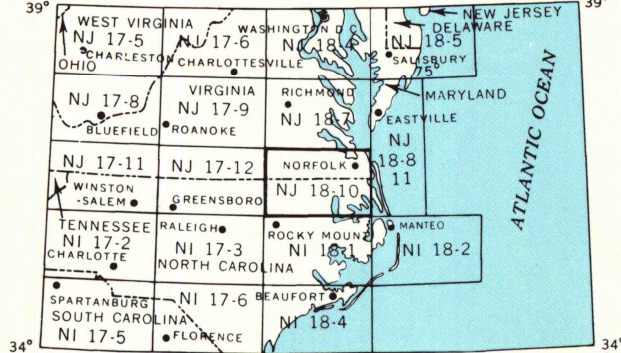 39°
39°
WEST VIRGINIA
WASHINGTON D C
NEW JERSEY
DELAWARE
NJ 17-5
NJ 17-6
NJ 18-4
NJ 18-5
CHARLESTON
CHARLOTTESVILLE
SALISBURY
OHIO
75°
VIRGINIA
RICHMOND
MARYLAND
NJ 17-8
NJ 17-9
NJ 18-7
EASTVILLE
BLUEFIELD
ROANOKE
NJ
18-8
11
NJ 17-11
NJ 17-12
NORFOLK
NJ 18-10
WINSTON
-SALEM
GREENSBORO
ATLANTIC OCEAN
TENNESSEE
RALEIGH
ROCKY MOUNT
MANTEO
NI 17-2
NI 17-3
NI 18-1
NI 18-2
CHARLOTTE
NORTH CAROLINA
NI 17-6
BEAUFORT
SPARTANBURG
SOUTH CAROLINA
NI 18-4
NI 17-5
FLORENCE
34°
34°